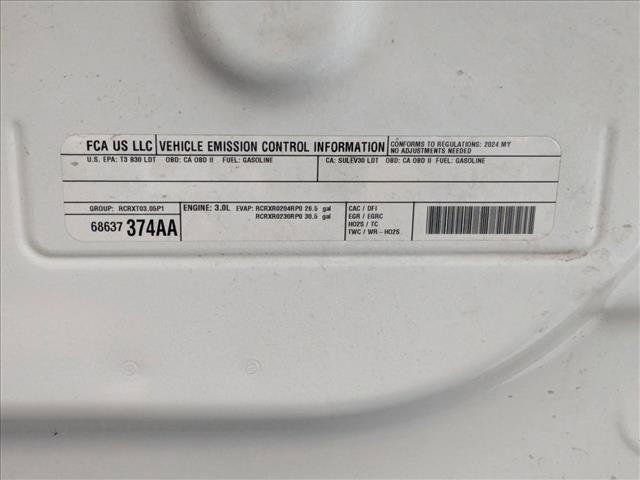 FCA US LLC VEHICLE EMISSION CONTROL INFORMATION CONFORMS TO REGULATIONS: 2024 MY
NO ADJUSTMENTS NEEDED
U.S. EPA: T3 B30 LDT OBD: CA OBD II FUEL: GASOLINE CA: SULEV30 LDT OBD: CA OBD II FUEL: GASOLINE
GROUP: RCRXT03.05P1 ENGINE: 3.0L EVAP: RCRXR0204RP0 26.5 gal
RCRXR0230RP0 30.5 gal
68637 374AA
CAC / DFI
EGR / EGRC
HO2S / TC
TWC / WR-HO2S